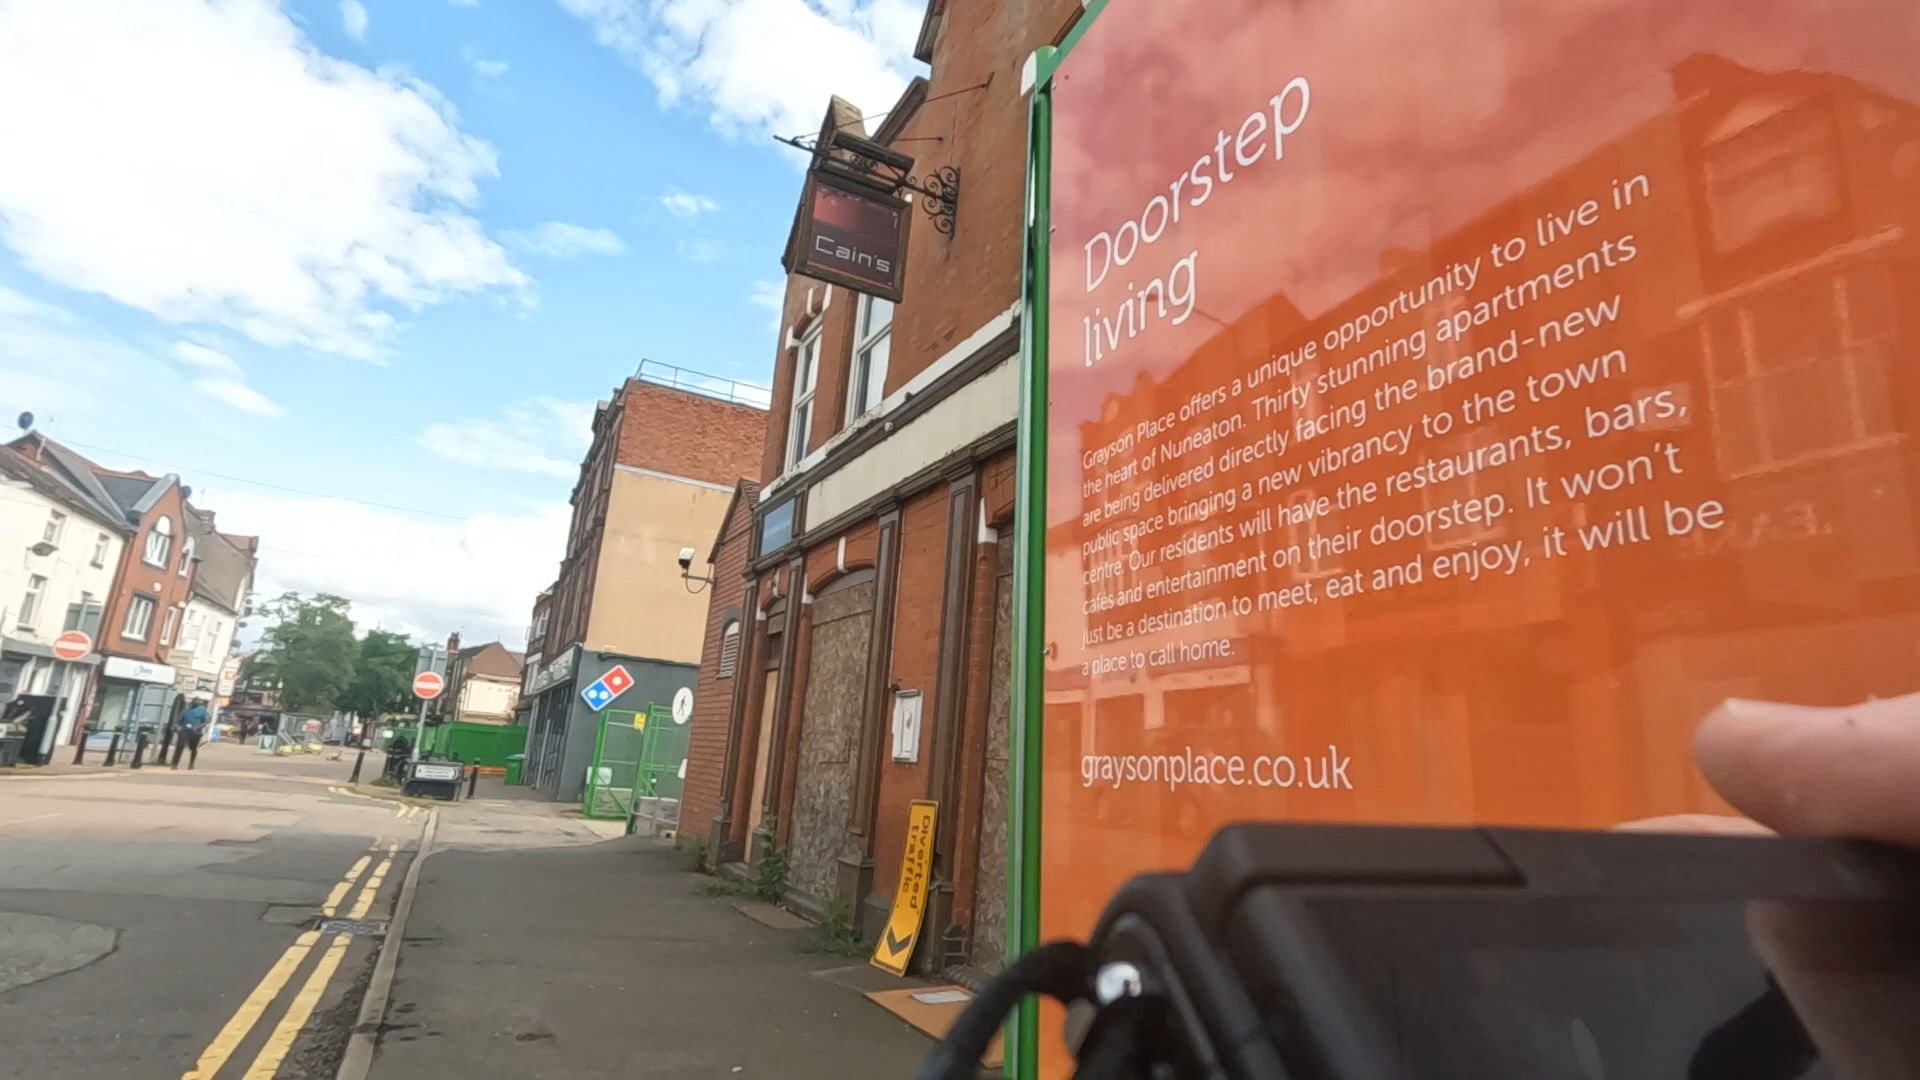 Cain's
Doorstep
living
Grayson Place offers a unique opportunity to live in
the heart of Nuneaton. Thirty stunning apartments
are being delivered directly facing the brand-new
public space bringing a new vibrancy to the town
centre. Our residents will have the restaurants, bars,
cafés and entertainment on their doorstep. It won't
just be a destination to meet, eat and enjoy, it will be
a place to call home.
graysonplace.co.uk
Diverted
traffic